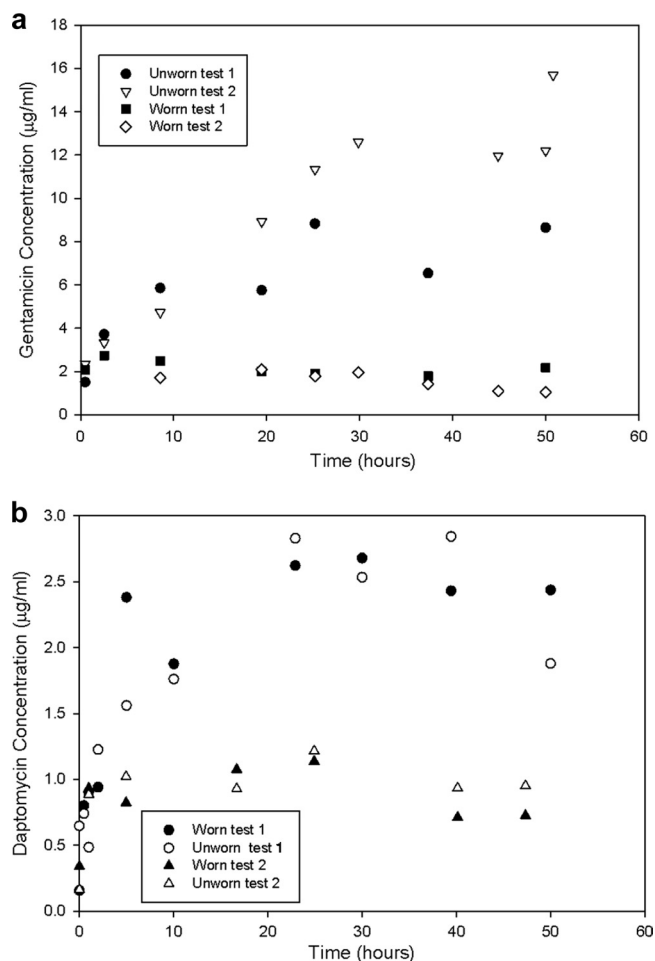 a
18
16
14
12
10
8
6
4
2
0
Gentamicin Concentration (μg/ml)
Unworn test 1
Unworn test 2
Worrn test 1
Worn test 2
0 10 20 30 40 50 60
Time (hours)
b
3.0
2.5
2.0
1.5
1.0
0.5
0.0
Daptomycin Concentration (μg/ml)
Worn test 1
Unworn test 1
Worn test 2
Unworn test 2
0 10 20 30 40 50 60
Time (hours)